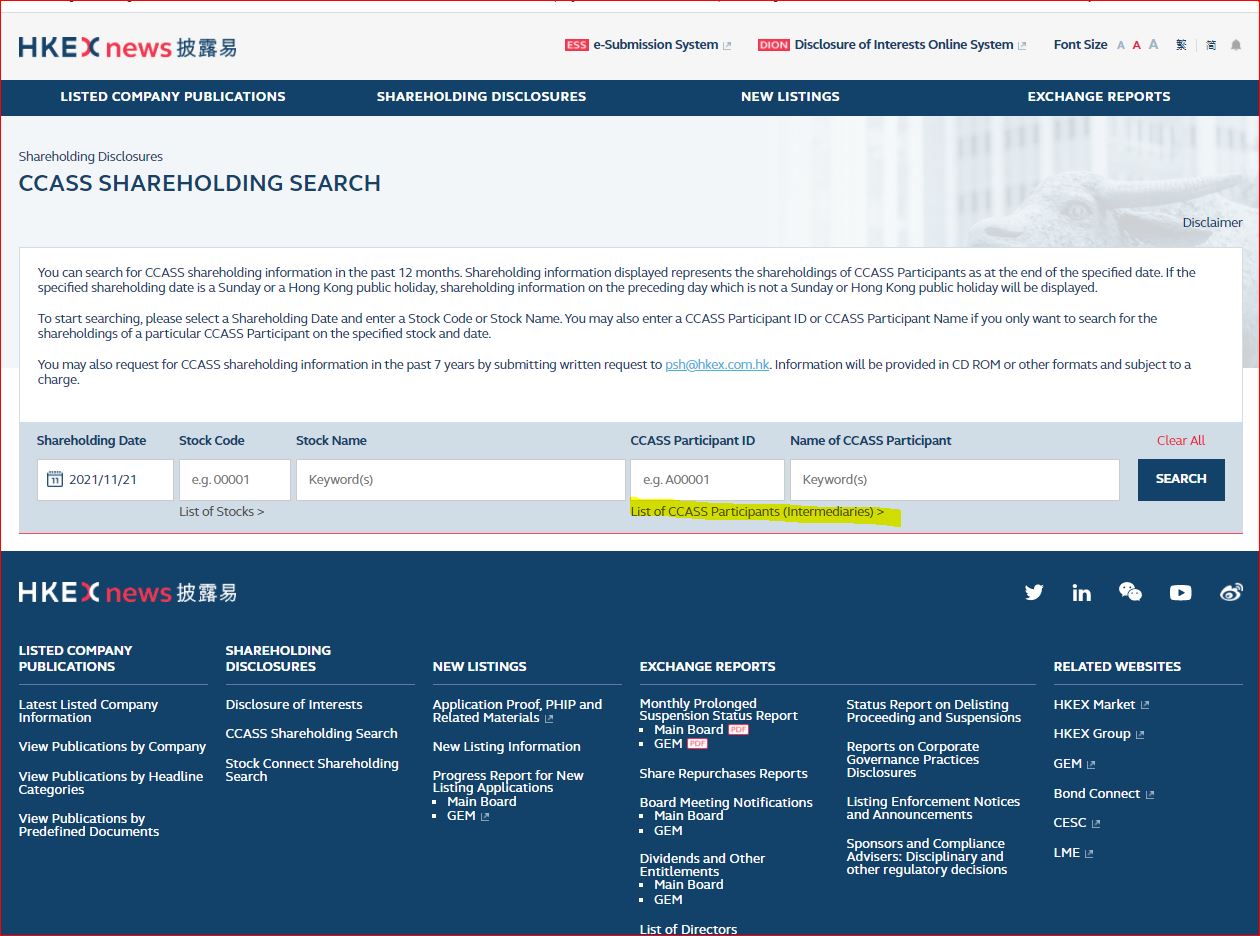 HKEX news 披露易
ESS e-Submission System
DION Disclosure of Interests Online System
Font Size A A A 繁 简
LISTED COMPANY PUBLICATIONS
SHAREHOLDING DISCLOSURES
NEW LISTINGS
EXCHANGE REPORTS
Shareholding Disclosures
CCASS SHAREHOLDING SEARCH
Disclaimer
You can search for CCASS shareholding information in the past 12 months. Shareholding information displayed represents the shareholdings of CCASS Participants as at the end of the specified date. If the
specified shareholding date is a Sunday or a Hong Kong public holiday, shareholding information on the preceding day which is not a Sunday or Hong Kong public holiday will be displayed.
To start searching, please select a Shareholding Date and enter a Stock Code or Stock Name. You may also enter a CCASS Participant ID or CCASS Participant Name if you only want to search for the
shareholdings of a particular CCASS Participant on the specified stock and date.
You may also request for CCASS shareholding information in the past 7 years by submitting written request to psh@hkex.com.hk. Information will be provided in CD ROM or other formats and subject to a
charge.
Shareholding Date
Stock Code
Stock Name
CCASS Participant ID
Name of CCASS Participant
Clear All
11 2021/11/21
e.g. 00001
Keyword(s)
e.g. A00001
Keyword(s)
SEARCH
List of Stocks >
List of CCASS Participants (Intermediaries) >
HKEX news 披露易
in
LISTED COMPANY
PUBLICATIONS
Latest Listed Company
Information
View Publications by Company
View Publications by Headline
Categories
View Publications by
Predefined Documents
SHAREHOLDING
DISCLOSURES
Disclosure of Interests
CCASS Shareholding Search
Stock Connect Shareholding
Search
NEW LISTINGS
Application Proof, PHIP and
Related Materials
New Listing Information
Progress Report for New
Listing Applications
Main Board
GEM
EXCHANGE REPORTS
Monthly Prolonged
Suspension Status Report
Main Board PDF
GEM PDF
Share Repurchases Reports
Board Meeting Notifications
Main Board
GEM
Dividends and Other
Entitlements
Main Board
GEM
List of Directors
Status Report on Delisting
Proceeding and Suspensions
Reports on Corporate
Governance Practices
Disclosures
Listing Enforcement Notices
and Announcements
Sponsors and Compliance
Advisers: Disciplinary and
other regulatory decisions
RELATED WEBSITES
HKEX Market
HKEX Group
GEM
Bond Connect
CESC
LME